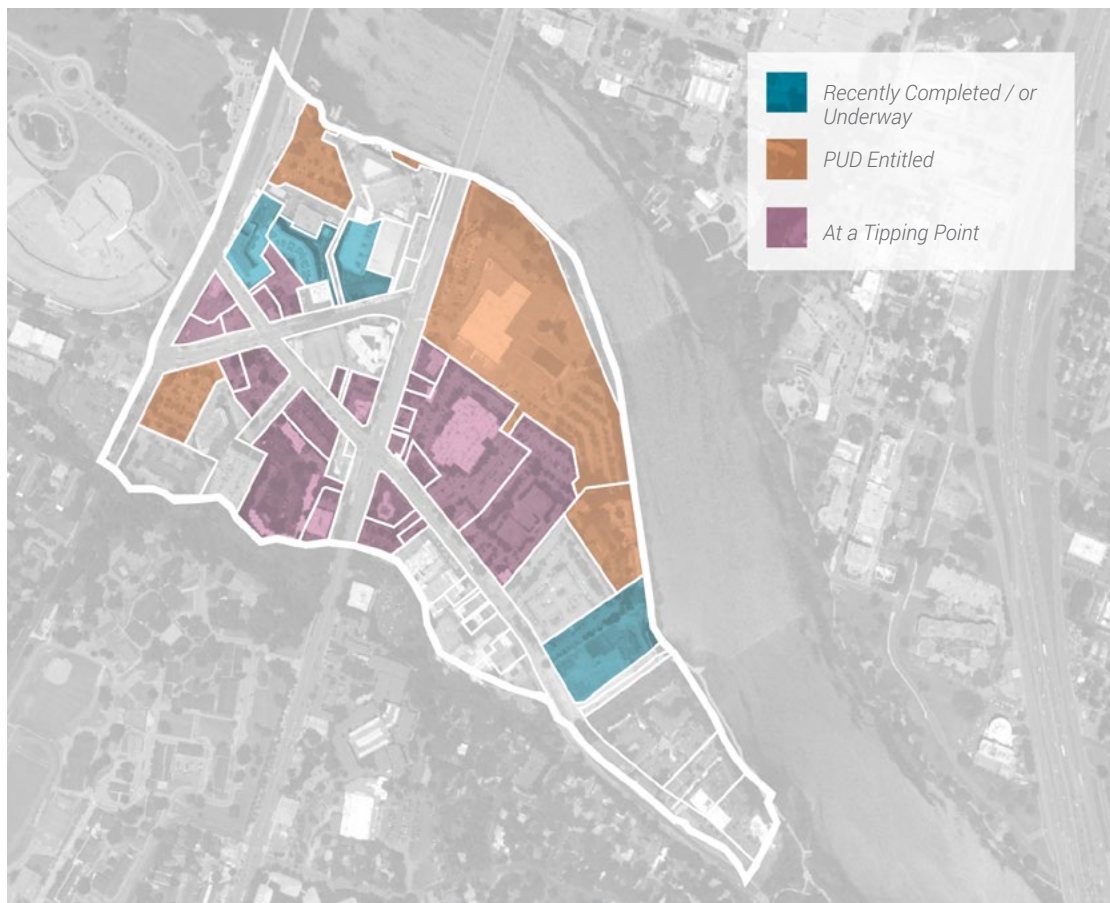 Recently Completed / or
Underway
PUD Entitled
At a Tipping Point